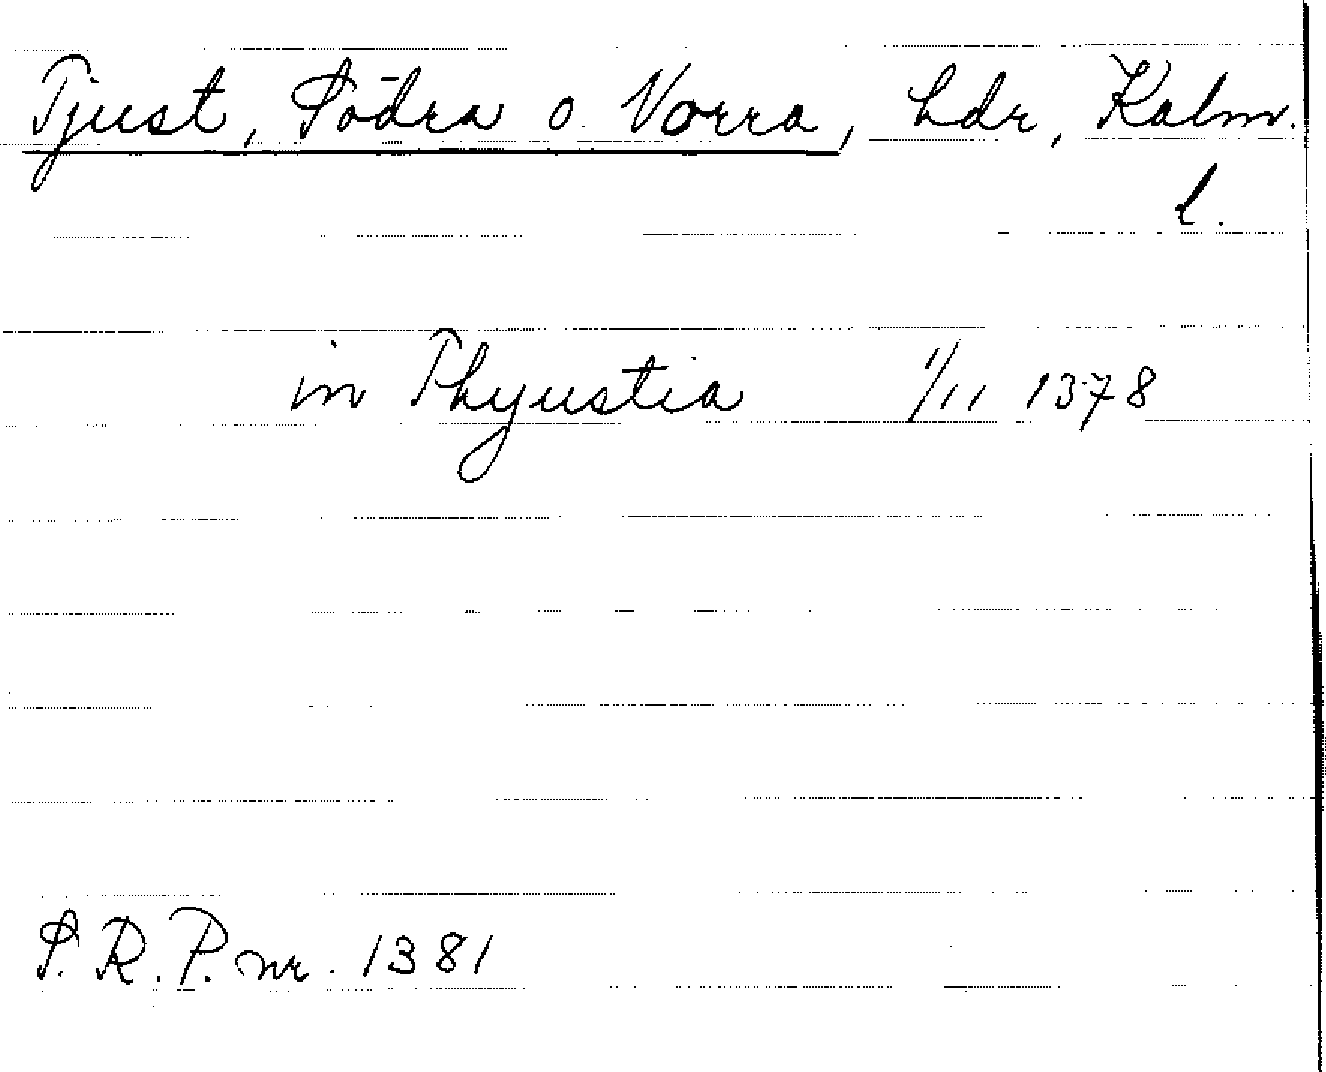 Tjust, Södra o. Norra, hdr, Kalm.
l.
in Thyustia 1/11 1378
S. R. P. nr. 1381